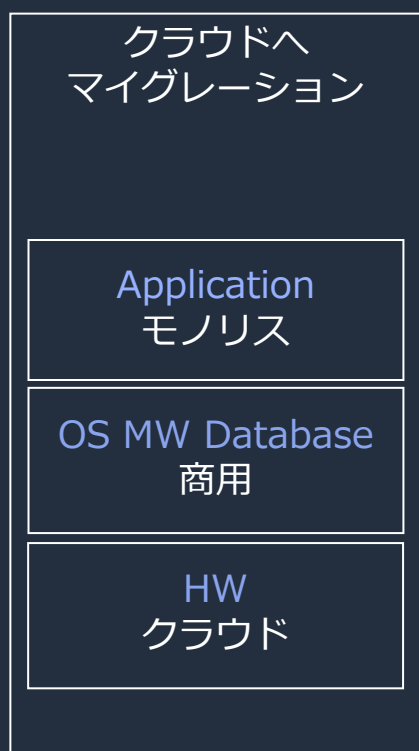 クラウドへ
マイグレーション
Application
モノリス
OS MW Database
商用
HW
クラウド